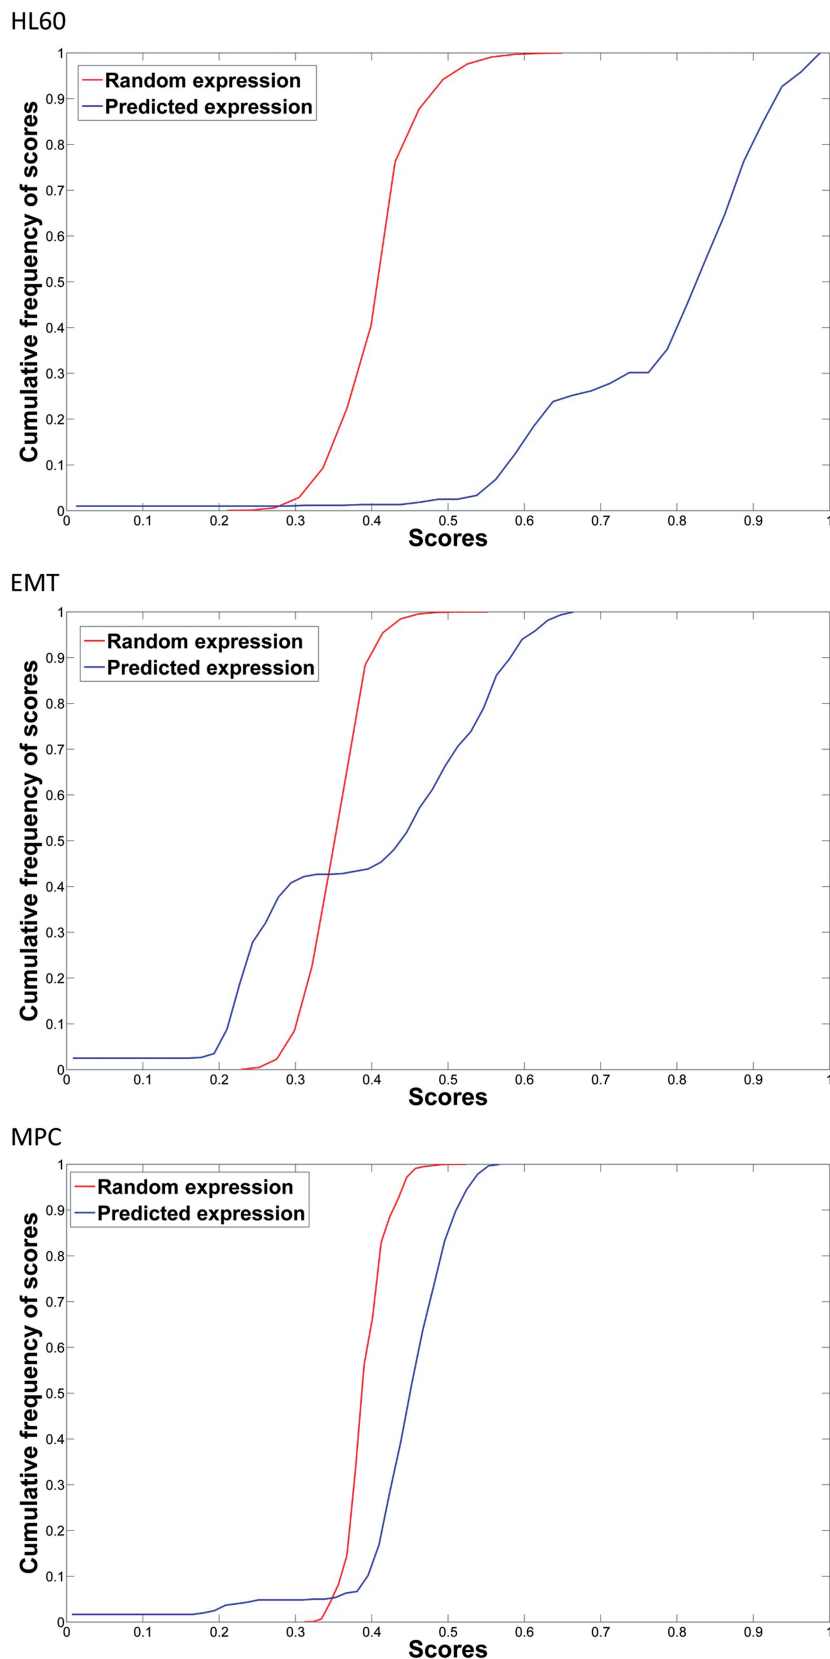 HL60
1
0.9
0.8
0.7
0.6
0.5
0.4
0.3
0.2
0.1
0
Cumulative frequency of scores
Random expression
Predicted expression
0 0.1 0.2 0.3 0.4 0.5 0.6 0.7 0.8 0.9 1
Scores
EMT
1
0.9
0.8
0.7
0.6
0.5
0.4
0.3
0.2
0.1
0
Cumulative frequency of scores
Random expression
Predicted expression
0 0.1 0.2 0.3 0.4 0.5 0.6 0.7 0.8 0.9 1
Scores
MPC
1
0.9
0.8
0.7
0.6
0.5
0.4
0.3
0.2
0.1
0
Cumulative frequency of scores
Random expression
Predicted expression
0 0.1 0.2 0.3 0.4 0.5 0.6 0.7 0.8 0.9 1
Scores